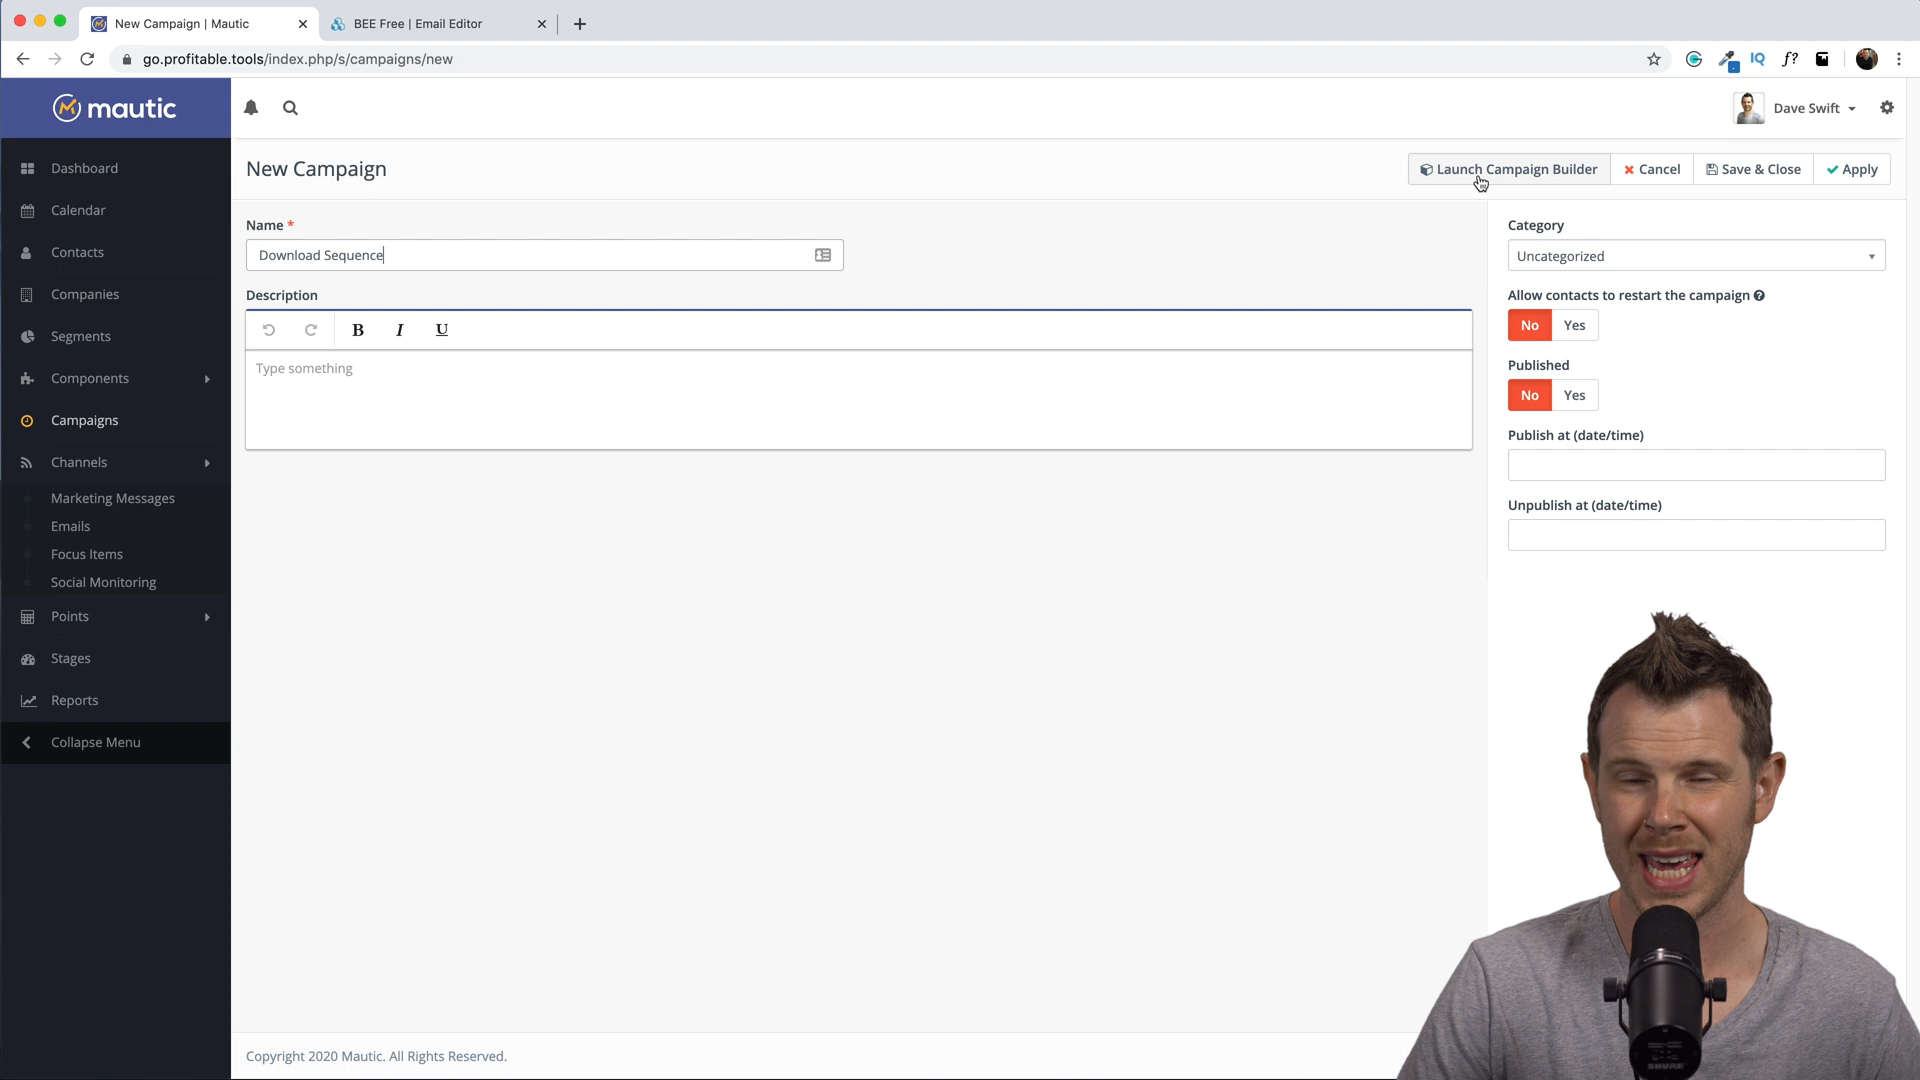 New Campaign | Mautic
BEE Free | Email Editor
go.profitable.tools/index.php/s/campaigns/new
IQ
f?
mautic
Dave Swift
Dashboard
Calendar
Contacts
Companies
Segments
Components
Campaigns
Channels
Marketing Messages
Emails
Focus Items
Social Monitoring
Points
Stages
Reports
Collapse Menu
New Campaign
Launch Campaign Builder
Cancel
Save & Close
Apply
Name *
Download Sequence
Description
B I U
Type something
Category
Uncategorized
Allow contacts to restart the campaign
No Yes
Published
No Yes
Publish at (date/time)
Unpublish at (date/time)
Copyright 2020 Mautic. All Rights Reserved.
SHURE